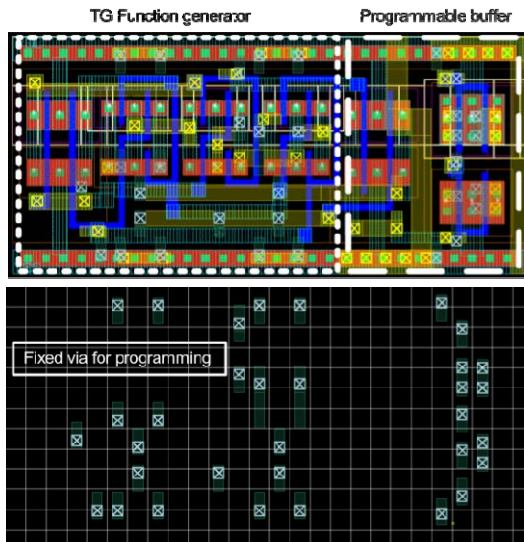 TG Function generator
Programmable buffer
Fixed via for programming